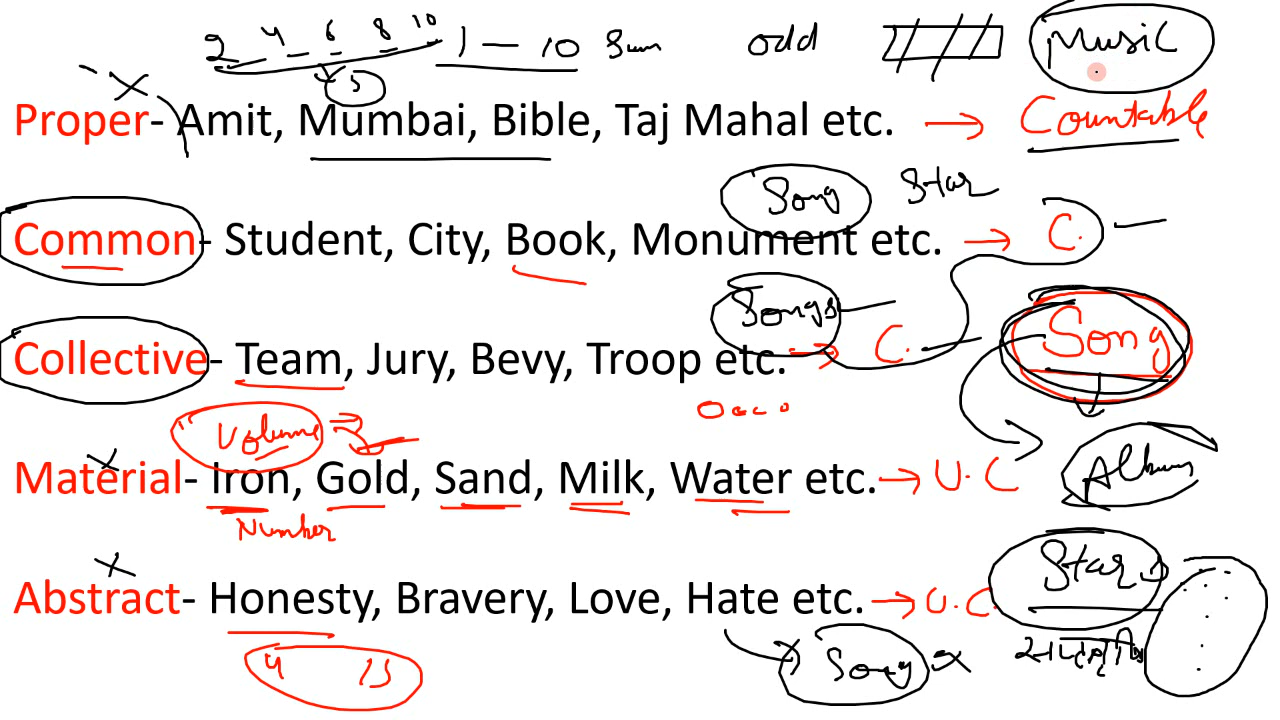 2 4 6 8 10 1 — 10 Sum odd Music
5
Proper- Amit, Mumbai, Bible, Taj Mahal etc. → Countable
Song Star
Common- Student, City, Book, Monument etc. → C.
Songs Song
Collective- Team, Jury, Bevy, Troop etc. → C.
Volume
Material- Iron, Gold, Sand, Milk, Water etc. → U.C Album
Number
Abstract- Honesty, Bravery, Love, Hate etc. → U.C. Stars
Song